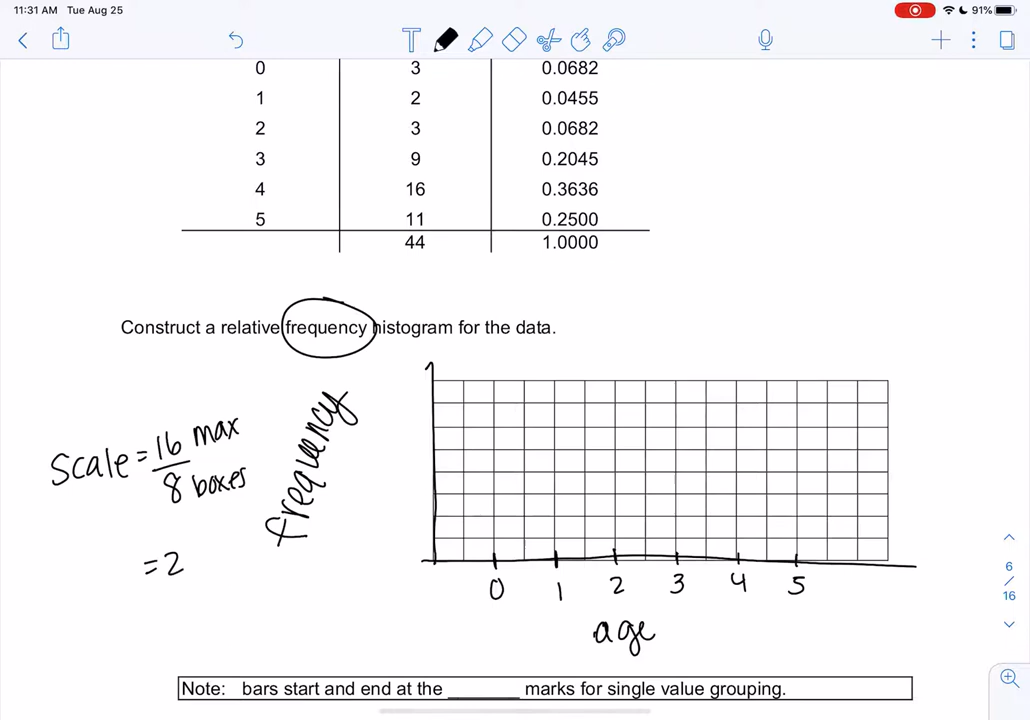 11:31 AM Tue Aug 25 91%
0 3 0.0682
1 2 0.0455
2 3 0.0682
3 9 0.2045
4 16 0.3636
5 11 0.2500
44 1.0000
Construct a relative frequency histogram for the data.
Scale = 16 max
8 boxes
= 2
frequency
0 1 2 3 4 5
age
6
/
16
Note: bars start and end at the ________ marks for single value grouping.